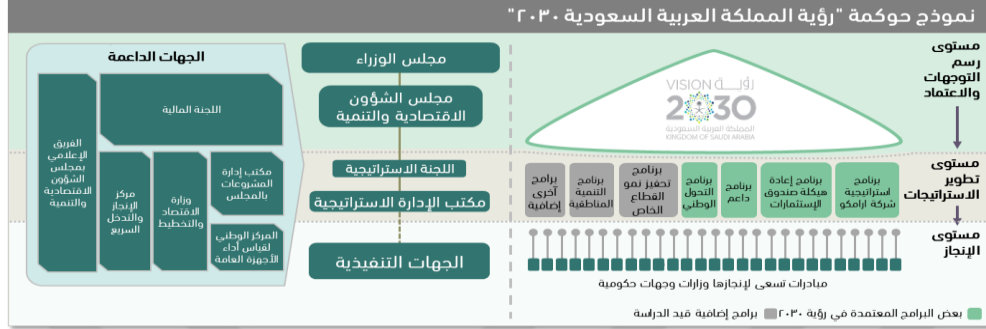 نموذج حوكمة "رؤية المملكة العربية السعودية ٢٠٣٠"
مستوى
رسم
التوجهات
والاعتماد
رؤيـــة VISION
2030
المملكة العربية السعودية
KINGDOM OF SAUDI ARABIA
مجلس الوزراء
مجلس الشؤون
الاقتصادية والتنمية
الجهات الداعمة
اللجنة المالية
الفريق
الإعلامي
بمجلس
الشؤون
الاقتصادية
والتنمية
مركز
الإنجاز
والتدخل
السريع
وزارة
الاقتصاد
والتخطيط
مكتب إدارة
المشروعات
بالمجلس
المركز الوطني
لقياس أداء
الأجهزة العامة
مستوى
تطوير
الاستراتيجات
برنامج
استراتيجية
شركة ارامكو
برنامج إعادة
هيكلة صندوق
الإستثمارات
برنامج
داعم
برنامج
التحول
الوطني
برنامج
تحفيز نمو
القطاع
الخاص
برنامج
التنمية
المناطقية
برامج
أخرى
إضافية
اللجنة الاستراتيجية
مكتب الإدارة الاستراتيجية
مستوى
الإنجاز
مبادرات تسعى لإنجازها وزارات وجهات حكومية
الجهات التنفيذية
بعض البرامج المعتمدة في رؤية ٢٠٣٠
برامج إضافية قيد الدراسة